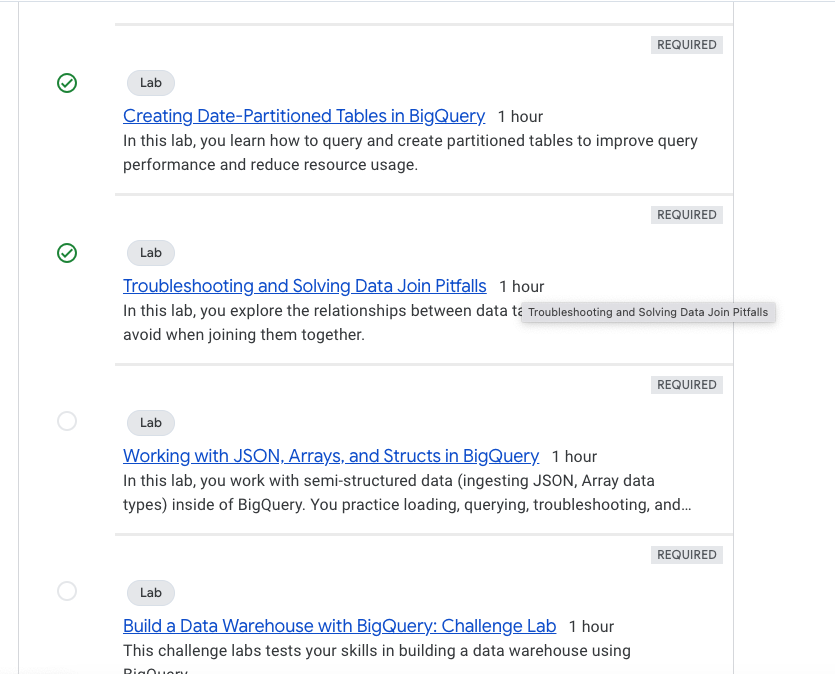 REQUIRED
Lab
Creating Date-Partitioned Tables in BigQuery 1 hour
In this lab, you learn how to query and create partitioned tables to improve query
performance and reduce resource usage.
REQUIRED
Lab
Troubleshooting and Solving Data Join Pitfalls 1 hour
In this lab, you explore the relationships between data
Troubleshooting and Solving Data Join Pitfalls
avoid when joining them together.
REQUIRED
Lab
Working with JSON, Arrays, and Structs in BigQuery 1 hour
In this lab, you work with semi-structured data (ingesting JSON, Array data
types) inside of BigQuery. You practice loading, querying, troubleshooting, and…
REQUIRED
Lab
Build a Data Warehouse with BigQuery: Challenge Lab 1 hour
This challenge labs tests your skills in building a data warehouse using
BigQuery